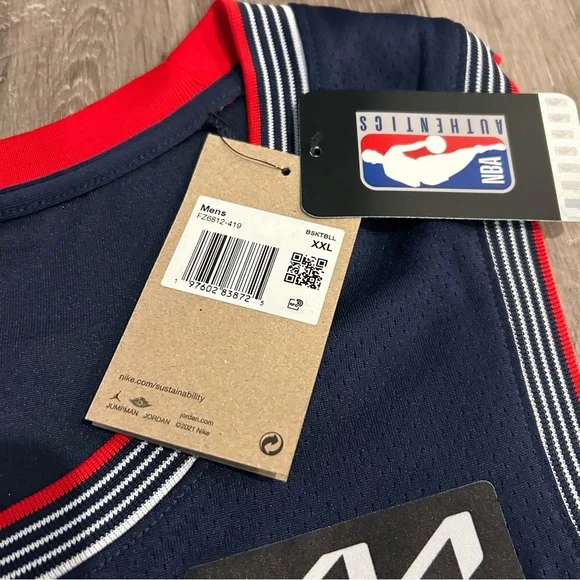 Mens
FZ6812-419
BSKTBLL
XXL
1 97602 83872 5
nike.com/sustainability
JUMPMAN JORDAN
jordan.com
©2021 Nike
NBA
AUTHENTICS